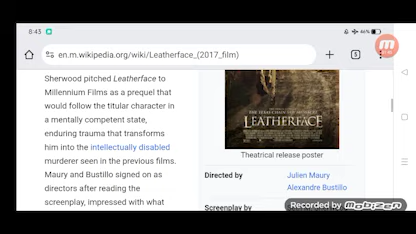 8:43
46%
en.m.wikipedia.org/wiki/Leatherface_(2017_film)
5
Sherwood pitched Leatherface to
Millennium Films as a prequel that
would follow the titular character in
a mentally competent state,
enduring trauma that transforms
him into the intellectually disabled
murderer seen in the previous films.
Maury and Bustillo signed on as
directors after reading the
screenplay, impressed with what
LEATHERFACE
Theatrical release poster
Directed by
Julien Maury
Alexandre Bustillo
Screenplay by
Recorded by
Mobizen